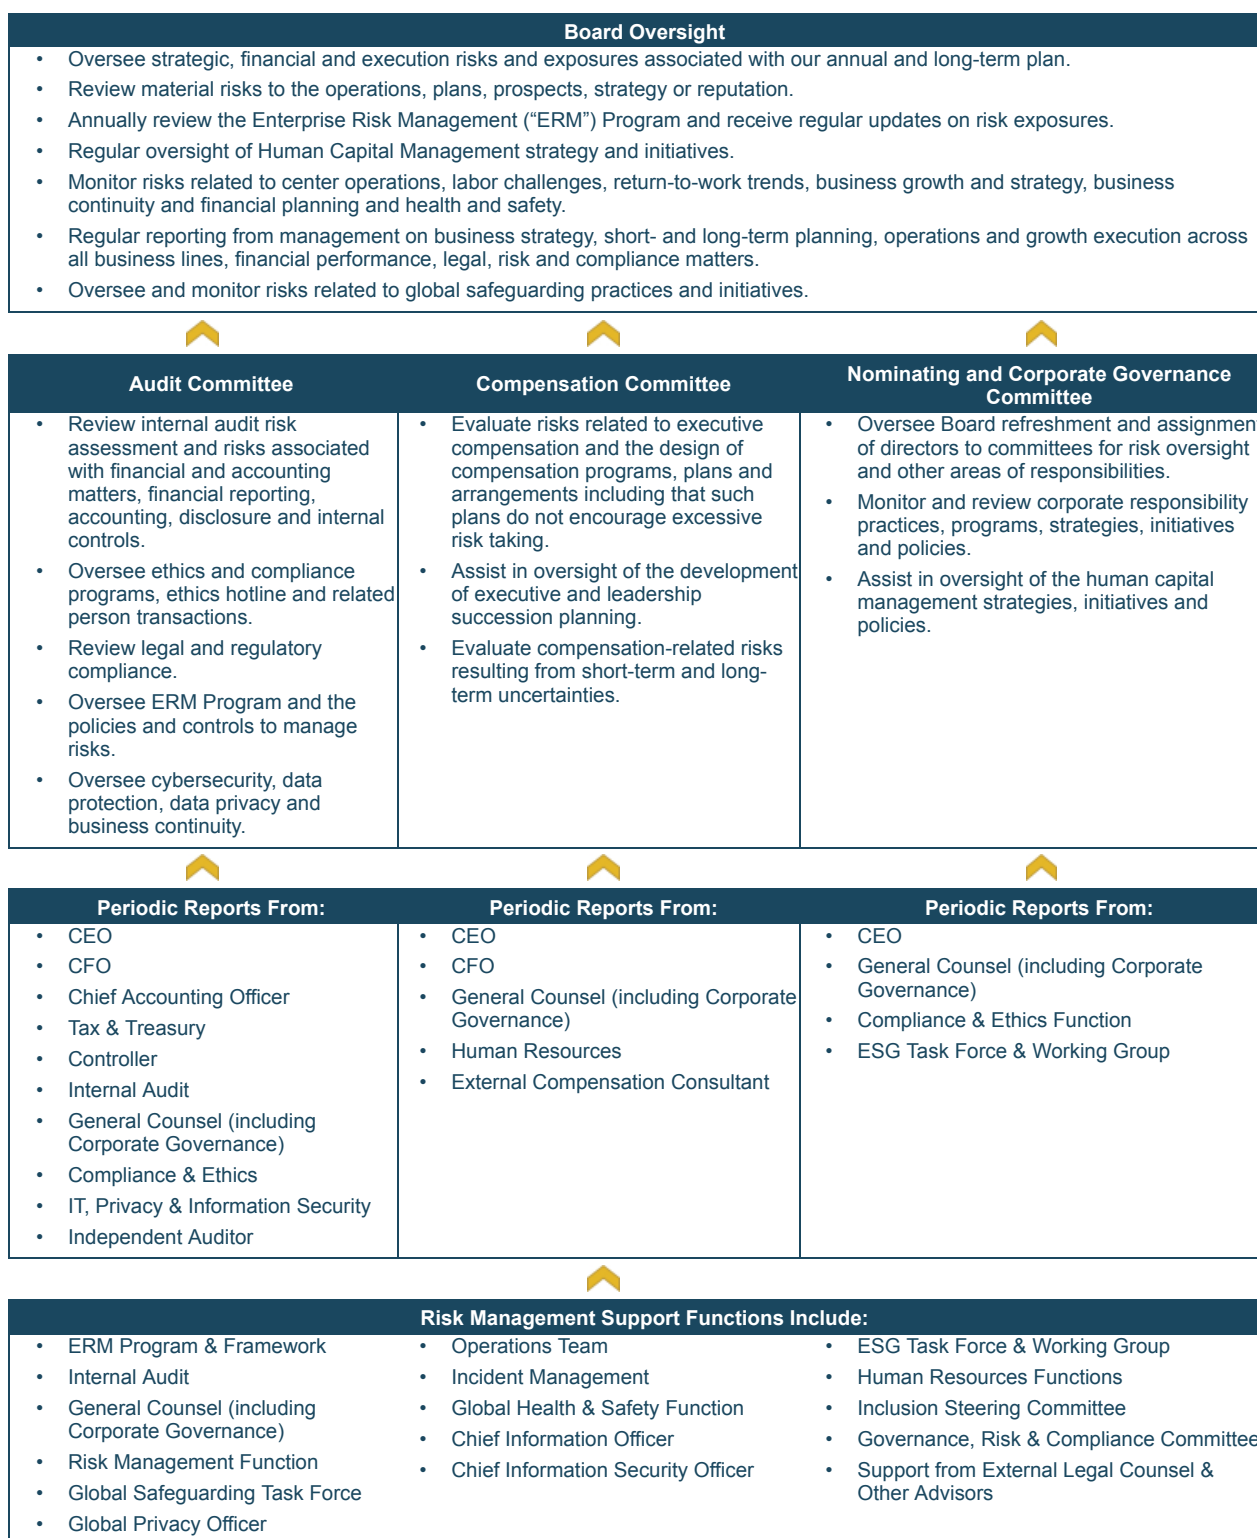 Board Oversight
• Oversee strategic, financial and execution risks and exposures associated with our annual and long-term plan.
• Review material risks to the operations, plans, prospects, strategy or reputation.
• Annually review the Enterprise Risk Management (“ERM”) Program and receive regular updates on risk exposures.
• Regular oversight of Human Capital Management strategy and initiatives.
• Monitor risks related to center operations, labor challenges, return-to-work trends, business growth and strategy, business
continuity and financial planning and health and safety.
• Regular reporting from management on business strategy, short- and long-term planning, operations and growth execution across
all business lines, financial performance, legal, risk and compliance matters.
• Oversee and monitor risks related to global safeguarding practices and initiatives.
Audit Committee
• Review internal audit risk
assessment and risks associated
with financial and accounting
matters, financial reporting,
accounting, disclosure and internal
controls.
• Oversee ethics and compliance
programs, ethics hotline and related
person transactions.
• Review legal and regulatory
compliance.
• Oversee ERM Program and the
policies and controls to manage
risks.
• Oversee cybersecurity, data
protection, data privacy and
business continuity.
Compensation Committee
• Evaluate risks related to executive
compensation and the design of
compensation programs, plans and
arrangements including that such
plans do not encourage excessive
risk taking.
• Assist in oversight of the development
of executive and leadership
succession planning.
• Evaluate compensation-related risks
resulting from short-term and long-
term uncertainties.
Nominating and Corporate Governance
Committee
• Oversee Board refreshment and assignment
of directors to committees for risk oversight
and other areas of responsibilities.
• Monitor and review corporate responsibility
practices, programs, strategies, initiatives
and policies.
• Assist in oversight of the human capital
management strategies, initiatives and
policies.
Periodic Reports From:
• CEO
• CFO
• Chief Accounting Officer
• Tax & Treasury
• Controller
• Internal Audit
• General Counsel (including
Corporate Governance)
• Compliance & Ethics
• IT, Privacy & Information Security
• Independent Auditor
Periodic Reports From:
• CEO
• CFO
• General Counsel (including Corporate
Governance)
• Human Resources
• External Compensation Consultant
Periodic Reports From:
• CEO
• General Counsel (including Corporate
Governance)
• Compliance & Ethics Function
• ESG Task Force & Working Group
Risk Management Support Functions Include:
• ERM Program & Framework
• Internal Audit
• General Counsel (including
Corporate Governance)
• Risk Management Function
• Global Safeguarding Task Force
• Global Privacy Officer
• Operations Team
• Incident Management
• Global Health & Safety Function
• Chief Information Officer
• Chief Information Security Officer
• ESG Task Force & Working Group
• Human Resources Functions
• Inclusion Steering Committee
• Governance, Risk & Compliance Committee
• Support from External Legal Counsel &
Other Advisors